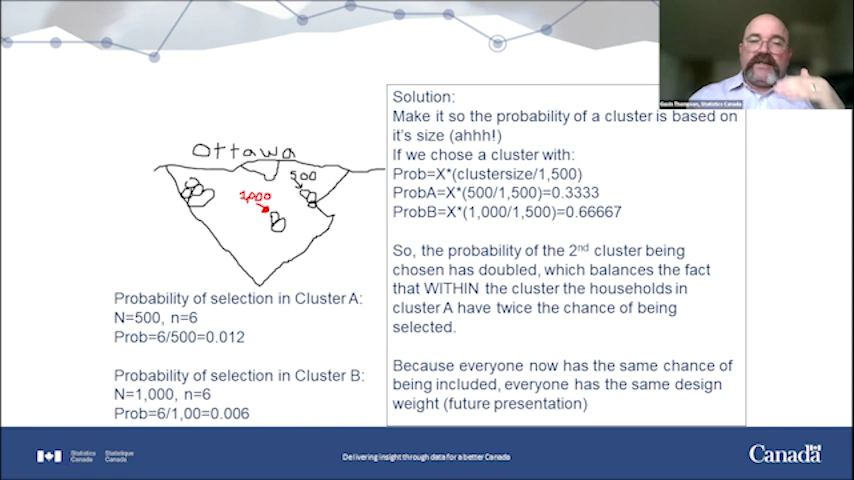 Gavin Thompson, Statistics Canada
Ottawa
500
1,000
Probability of selection in Cluster A:
N=500, n=6
Prob=6/500=0.012
Probability of selection in Cluster B:
N=1,000, n=6
Prob=6/1,00=0.006
Solution:
Make it so the probability of a cluster is based on
it's size (ahhh!)
If we chose a cluster with:
Prob=X*(clustersize/1,500)
ProbA=X*(500/1,500)=0.3333
ProbB=X*(1,000/1,500)=0.66667
So, the probability of the 2nd cluster being
chosen has doubled, which balances the fact
that WITHIN the cluster the households in
cluster A have twice the chance of being
selected.
Because everyone now has the same chance of
being included, everyone has the same design
weight (future presentation)
Statistics Statistique
Canada Canada
Delivering insight through data for a better Canada
Canada